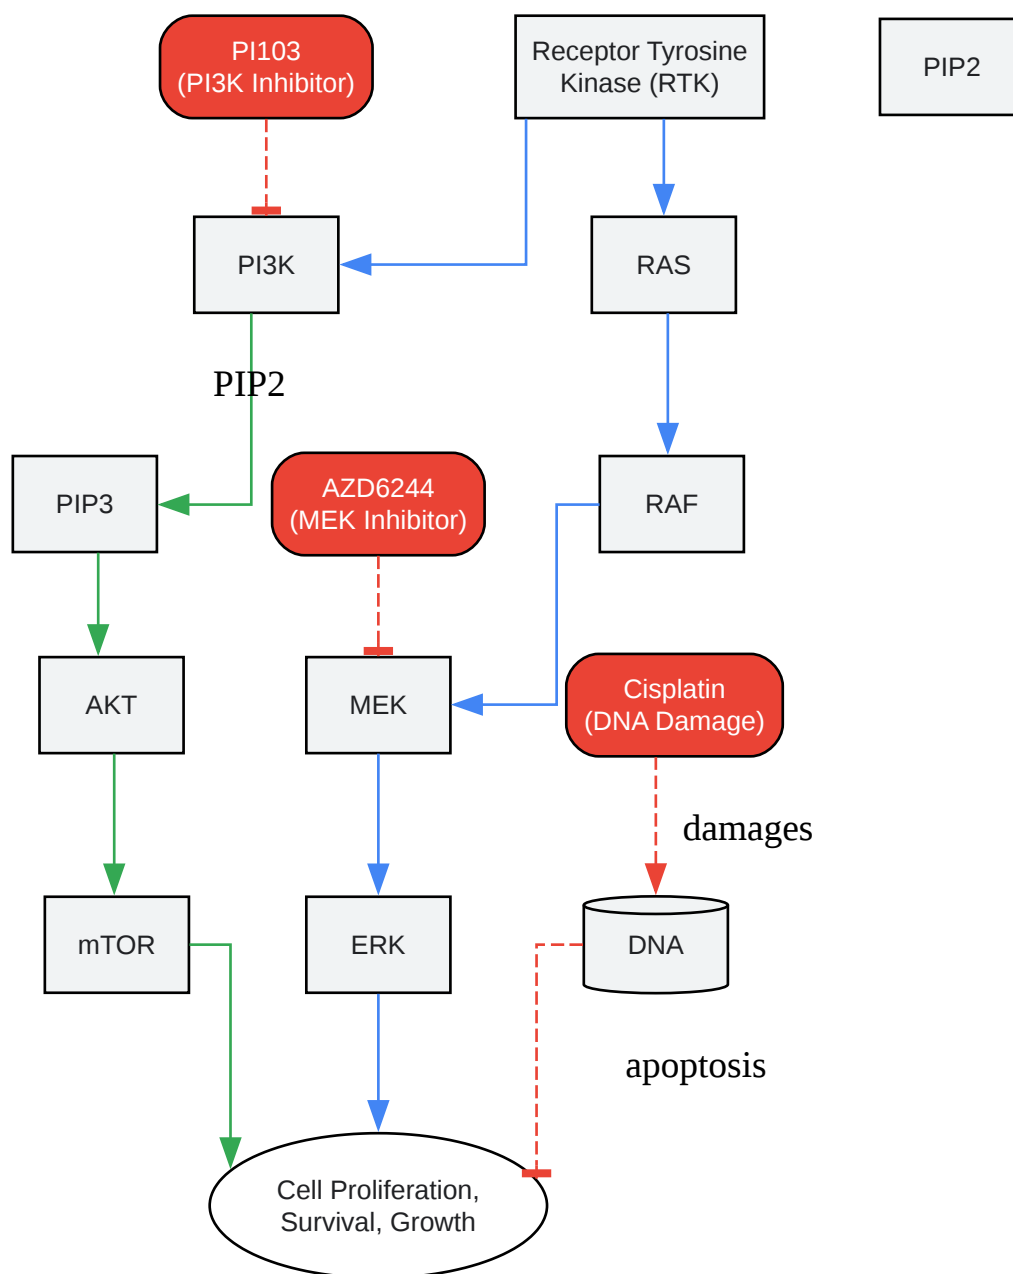 PI103
(PI3K Inhibitor)
Receptor Tyrosine
Kinase (RTK)
PIP2
PI3K
RAS
PIP2
PIP3
AZD6244
(MEK Inhibitor)
RAF
AKT
MEK
Cisplatin
(DNA Damage)
damages
mTOR
ERK
DNA
apoptosis
Cell Proliferation,
Survival, Growth